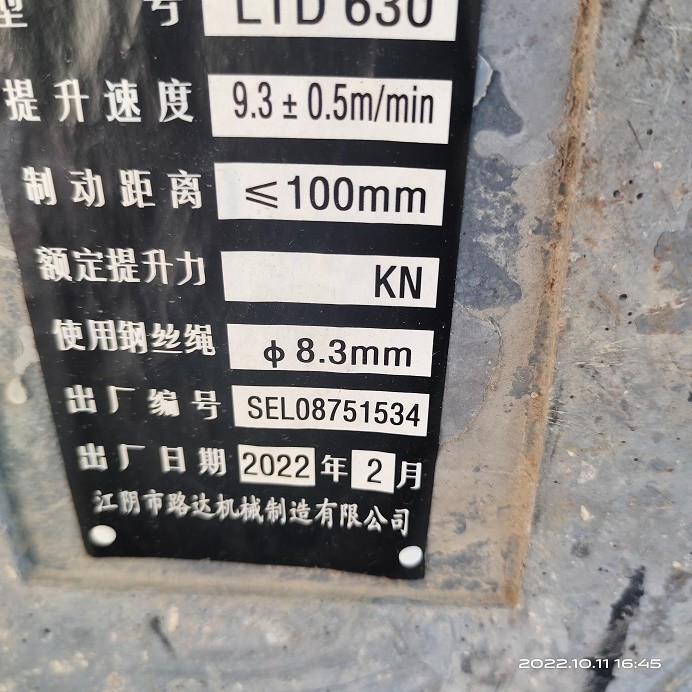 型 号 LTD 630
提升速度 9.3 ± 0.5m/min
制动距离 ≤100mm
额定提升力 KN
使用钢丝绳 ϕ 8.3mm
出厂编号 SEL08751534
出厂日期 2022 年 2 月
江阴市路达机械制造有限公司
2022.10.11 16:45